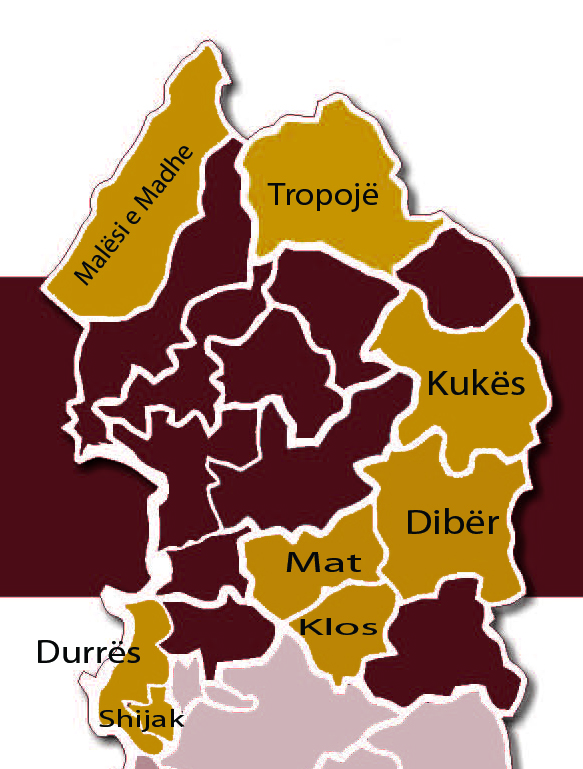 Malësi e Madhe
Tropojë
Kukës
Dibër
Mat
Klos
Durrës
Shijak